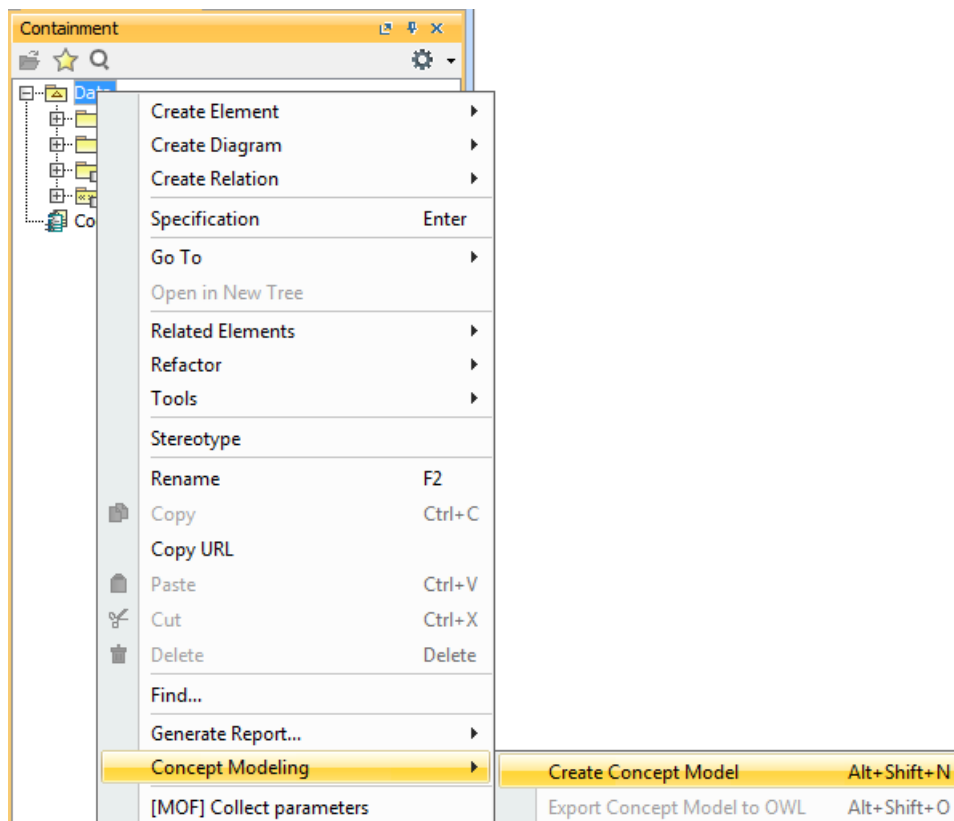 Containment
Data
Create Element
Create Diagram
Create Relation
Co
Specification Enter
Go To
Open in New Tree
Related Elements
Refactor
Tools
Stereotype
Rename F2
Copy Ctrl+C
Copy URL
Paste Ctrl+V
Cut Ctrl+X
Delete Delete
Find...
Generate Report...
Concept Modeling
Create Concept Model Alt+Shift+N
[MOF] Collect parameters
Export Concept Model to OWL Alt+Shift+O